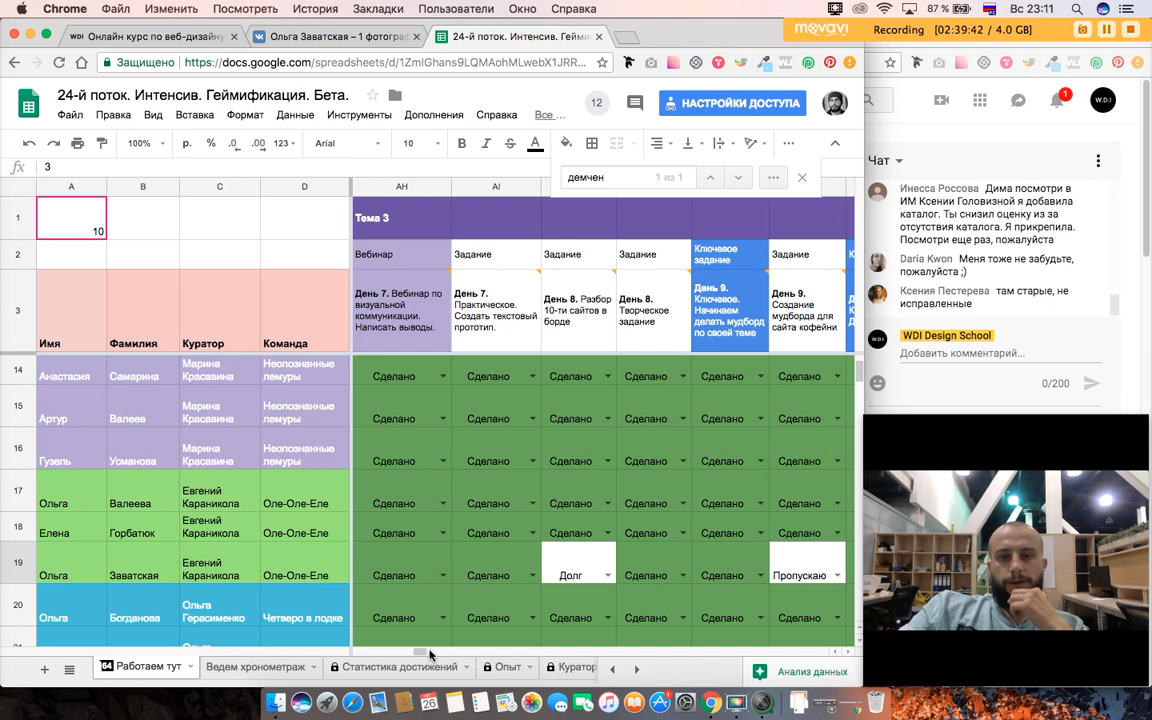 Chrome Файл Изменить Посмотреть История Закладки Пользователи Окно Справка
87 % Вс 23:11
Онлайн курс по веб-дизайну
Ольга Заватская – 1 фотограф
24-й поток. Интенсив. Гейми
movavi Recording [02:39:42 / 4.0 GB]
Защищено
24-й поток. Интенсив. Геймификация. Бета.
12
НАСТРОЙКИ ДОСТУПА
Файл Правка Вид Вставка Формат Данные Инструменты Дополнения Справка Все ...
100% р. % .0 .00 123 Arial 10 B I S A
fx 3
демчен 1 из 1
A B C D AH AI
1 10 Тема 3
2 Вебинар Задание Задание Задание Ключевое задание Задание К
3 Имя Фамилия Куратор Команда
День 7. Вебинар по визуальной коммуникации. Написать выводы.
День 7. Практическое. Создать текстовый прототип.
День 8. Разбор 10-ти сайтов в борде
День 8. Творческое задание
День 9. Ключевое. Начинаем делать мудборд по своей теме
День 9. Создание мудборда для сайта кофейни
14 Анастасия Самарина Марина Красавина Неопознанные лемуры Сделано Сделано Сделано Сделано Сделано Сделано
15 Артур Валеев Марина Красавина Неопознанные лемуры Сделано Сделано Сделано Сделано Сделано Сделано
16 Гузель Усманова Марина Красавина Неопознанные лемуры Сделано Сделано Сделано Сделано Сделано Сделано
17 Ольга Валеева Евгений Караникола Оле-Оле-Еле Сделано Сделано Сделано Сделано Сделано Сделано
18 Елена Горбатюк Евгений Караникола Оле-Оле-Еле Сделано Сделано Сделано Сделано Сделано Сделано
19 Ольга Заватская Евгений Караникола Оле-Оле-Еле Сделано Сделано Долг Сделано Сделано Пропускаю
20 Ольга Богданова Ольга Герасименко Четверо в лодке Сделано Сделано Сделано Сделано Сделано Сделано
64 Работаем тут Ведем хронометраж Статистика достижений Опыт Куратор
Анализ данных
1
W.D.I
Чат
Инесса Россова Дима посмотри в
ИМ Ксении Головизной я добавила
каталог. Ты снизил оценку из за
отсутствия каталога. Я прикрепила.
Посмотри еще раз, пожалуйста
Daria Kwon Меня тоже не забудьте,
пожалуйста ;)
Ксения Пестерева там старые, не
исправленные
WDI Design School
Добавить комментарий...
0/200